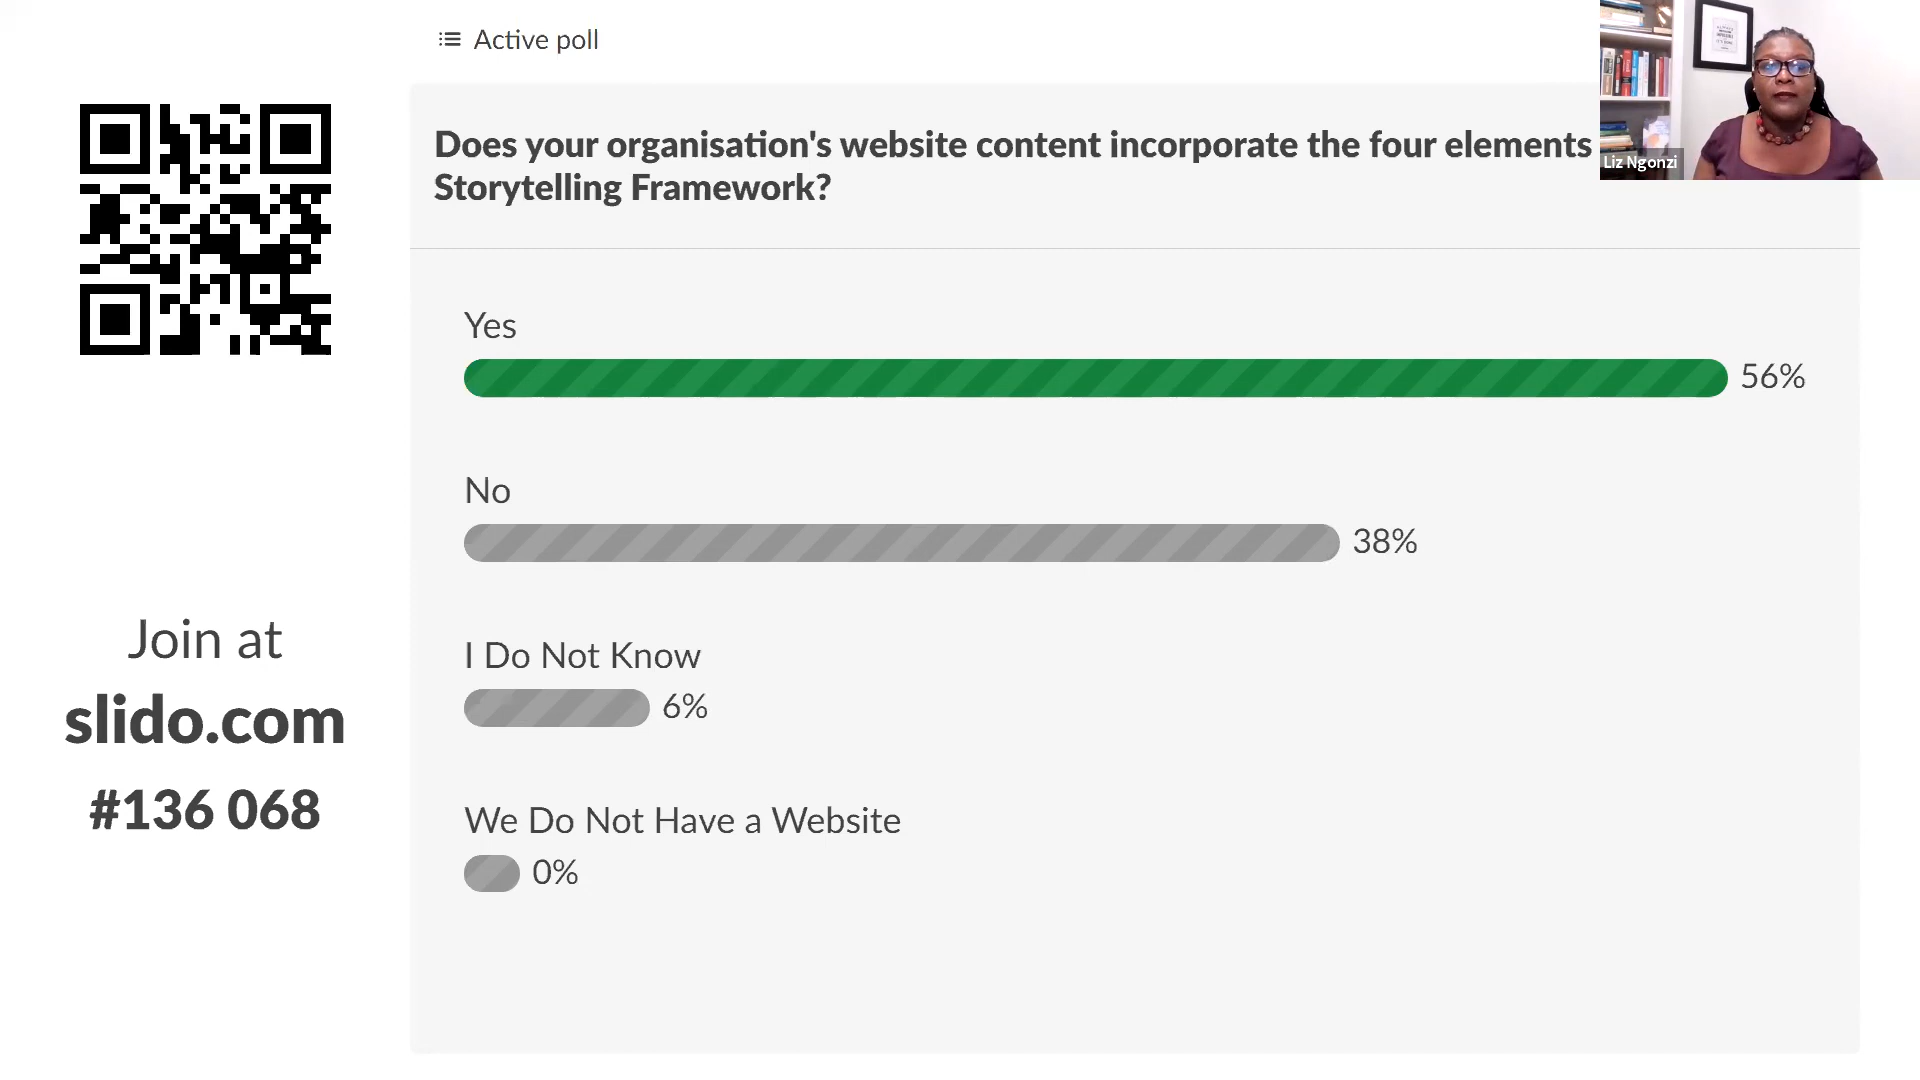 Active poll
Does your organisation's website content incorporate the four elements
Storytelling Framework?
Liz Ngonzi
Yes
56%
No
38%
I Do Not Know
6%
We Do Not Have a Website
0%
Join at
slido.com
#136 068